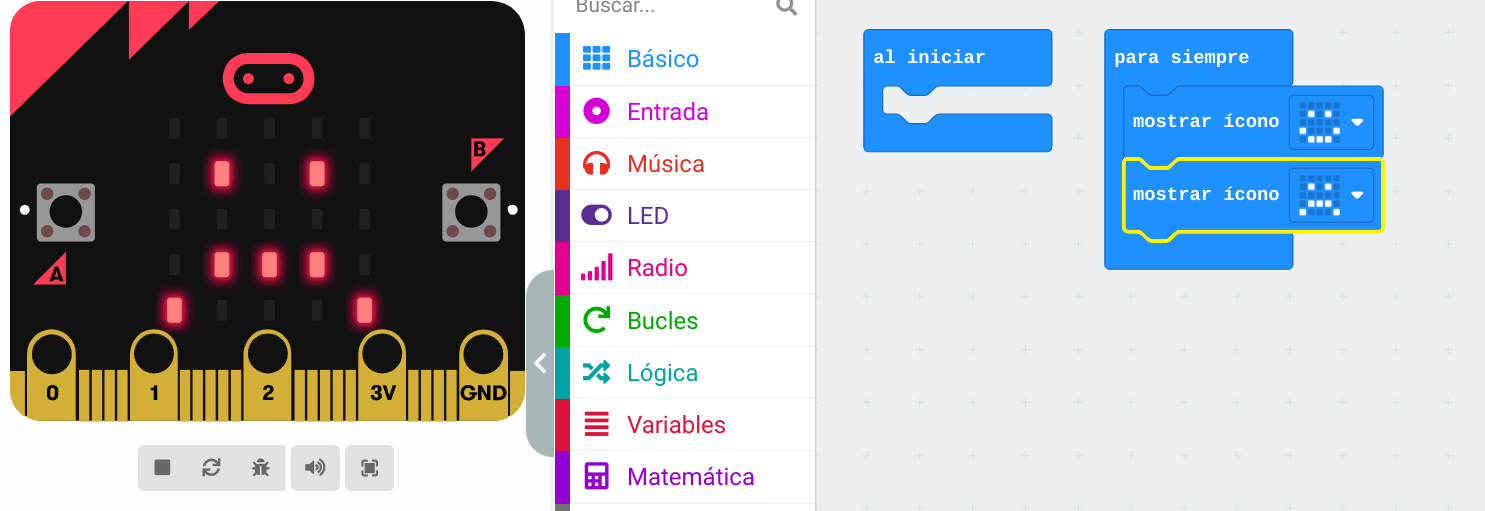 B
A
0
1
2
3V
GND
Buscar...
Básico
Entrada
Música
LED
Radio
Bucles
Lógica
Variables
Matemática
al iniciar
para siempre
mostrar ícono
mostrar ícono